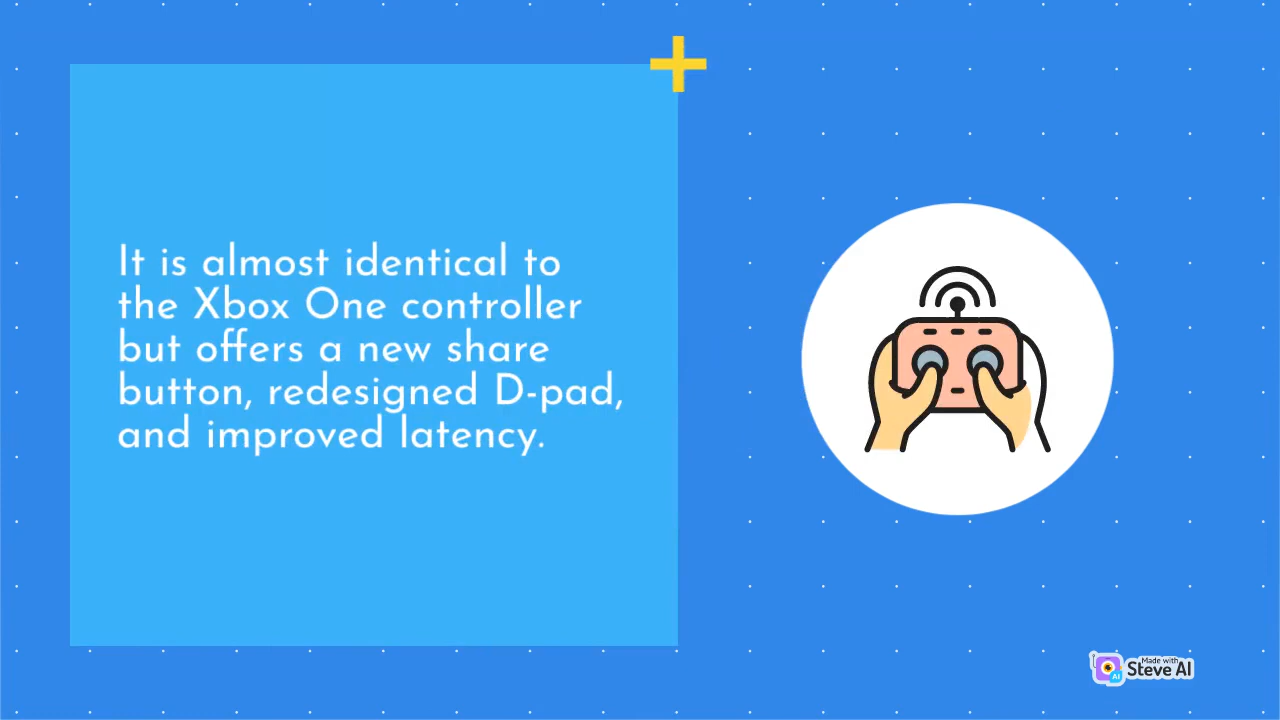 It is almost identical to
the Xbox One controller
but offers a new share
button, redesigned D-pad,
and improved latency.
Made with
Steve AI
AI